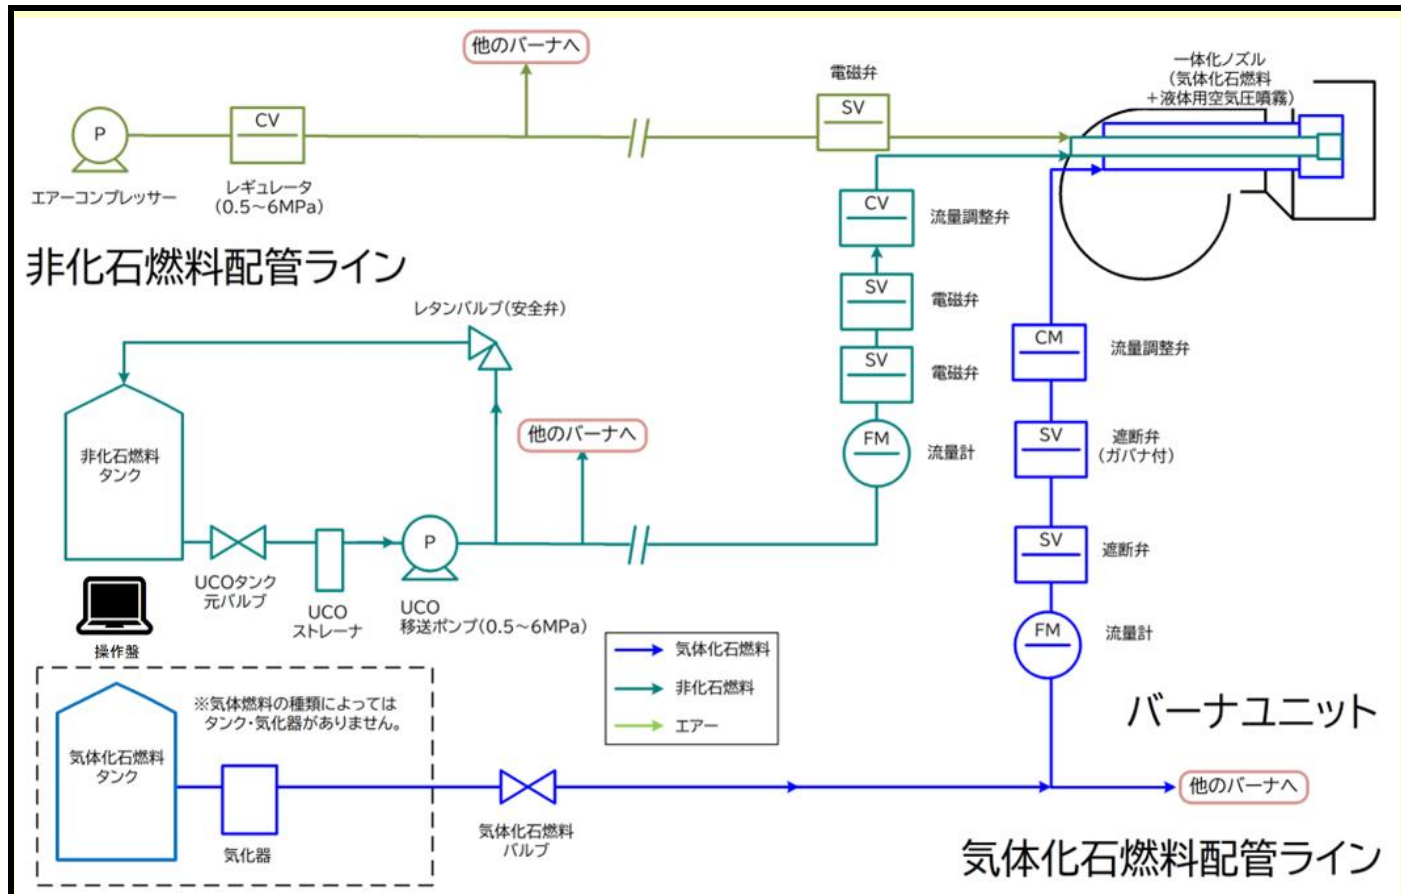 他のバーナへ
電磁弁
一体化ノズル
(気体化石燃料
+液体用空気圧噴霧)
P
CV
SV
エアーコンプレッサー
レギュレータ
(0.5~6MPa)
CV
流量調整弁
非化石燃料配管ライン
SV
電磁弁
レタンバルブ(安全弁)
SV
電磁弁
CM
流量調整弁
他のバーナへ
FM
流量計
SV
遮断弁
(ガバナ付)
非化石燃料
タンク
P
SV
遮断弁
UCOタンク
元バルブ
UCO
ストレーナ
UCO
移送ポンプ(0.5~6MPa)
FM
流量計
操作盤
気体化石燃料
非化石燃料
エアー
※気体燃料の種類によっては
タンク・気化器がありません。
バーナユニット
気体化石燃料
タンク
他のバーナへ
気化器
気体化石燃料
バルブ
気体化石燃料配管ライン